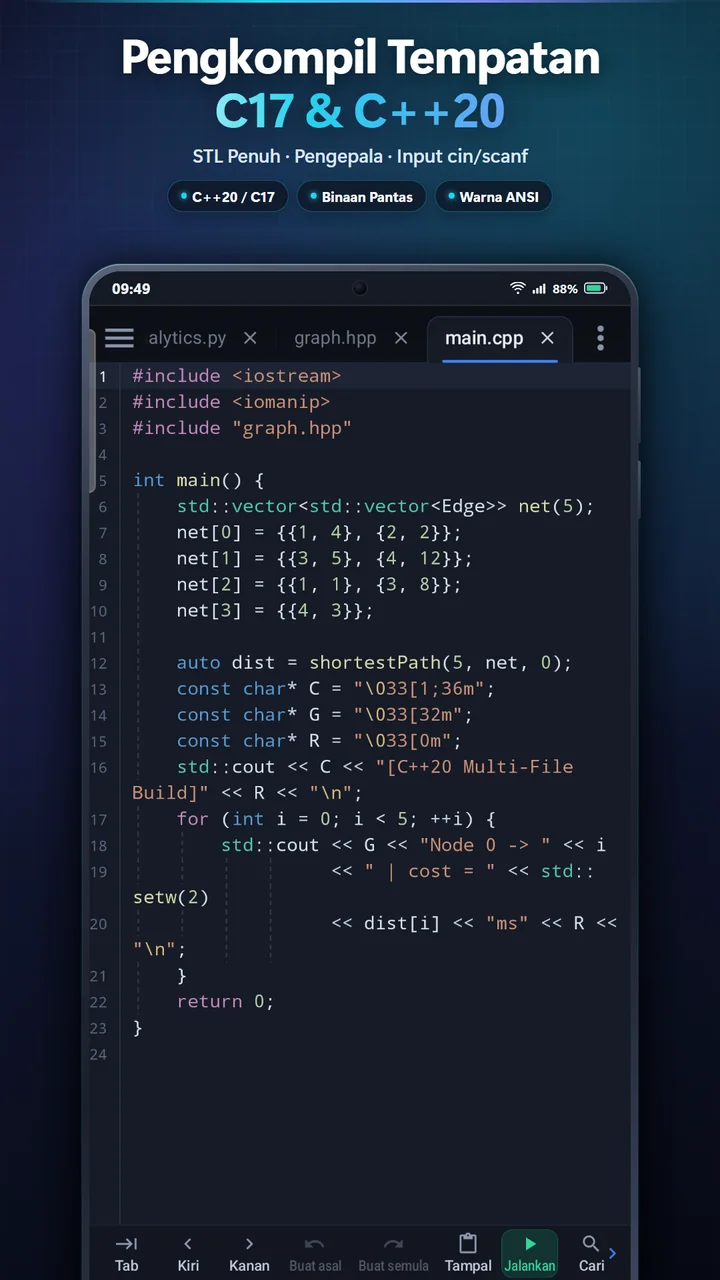 Pengkompil Tempatan
C17 & C++20
STL Penuh · Pengepala · Input cin/scanf
C++20 / C17
Binaan Pantas
Warna ANSI
09:49
88%
alytics.py
graph.hpp
main.cpp
1 #include <iostream>
2 #include <iomanip>
3 #include "graph.hpp"
4
5 int main() {
6     std::vector<std::vector<Edge>> net(5);
7     net[0] = {{1, 4}, {2, 2}};
8     net[1] = {{3, 5}, {4, 12}};
9     net[2] = {{1, 1}, {3, 8}};
10     net[3] = {{4, 3}};
11
12     auto dist = shortestPath(5, net, 0);
13     const char* C = "\033[1;36m";
14     const char* G = "\033[32m";
15     const char* R = "\033[0m";
16     std::cout << C << "[C++20 Multi-File
Build]" << R << "\n";
17     for (int i = 0; i < 5; ++i) {
18         std::cout << G << "Node 0 -> " << i
19                   << " | cost = " << std::
setw(2)
20                   << dist[i] << "ms" << R <<
"\n";
21     }
22     return 0;
23 }
24
Tab
Kiri
Kanan
Buat asal
Buat semula
Tampal
Jalankan
Cari